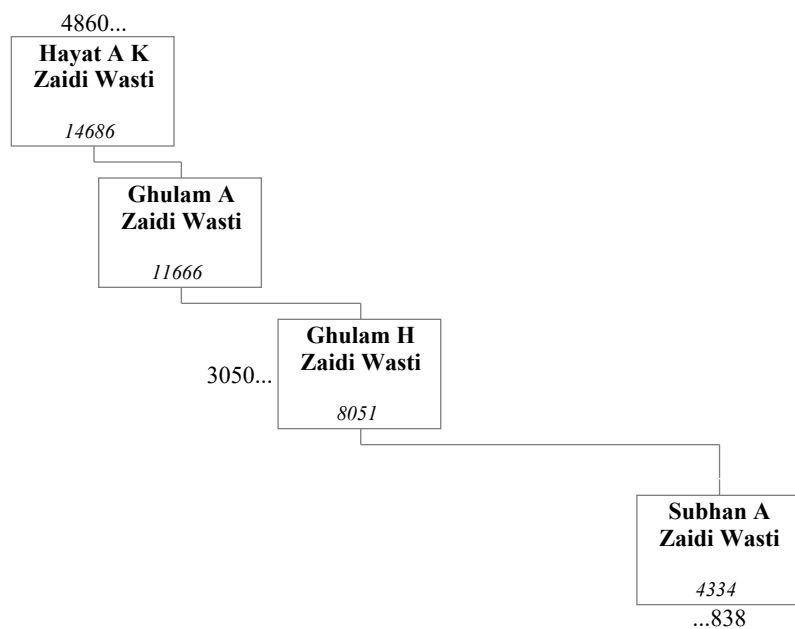 4860...
Hayat A K
Zaidi Wasti
14686
Ghulam A
Zaidi Wasti
11666
Ghulam H
Zaidi Wasti
3050...
8051
Subhan A
Zaidi Wasti
4334
...838